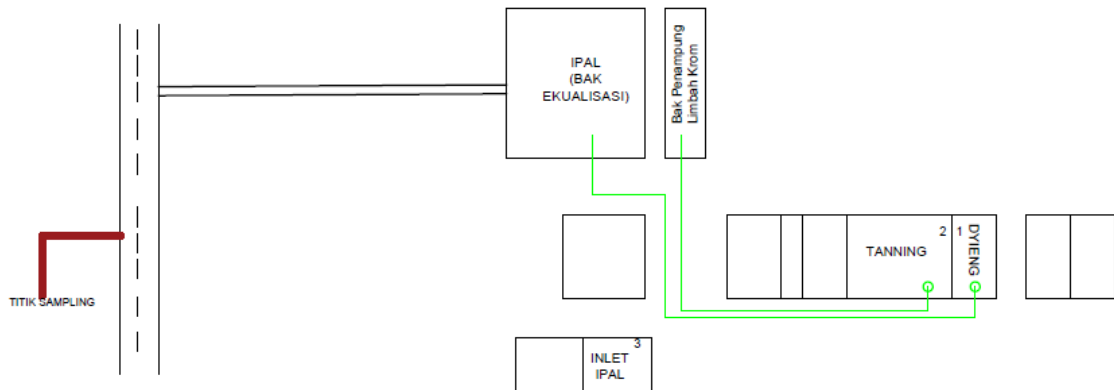 IPAL
(BAK
EKUALISASI)
Bak Penampung
Limbah Krom
TITIK SAMPLING
TANNING
2
1
DYIENG
3
INLET
IPAL